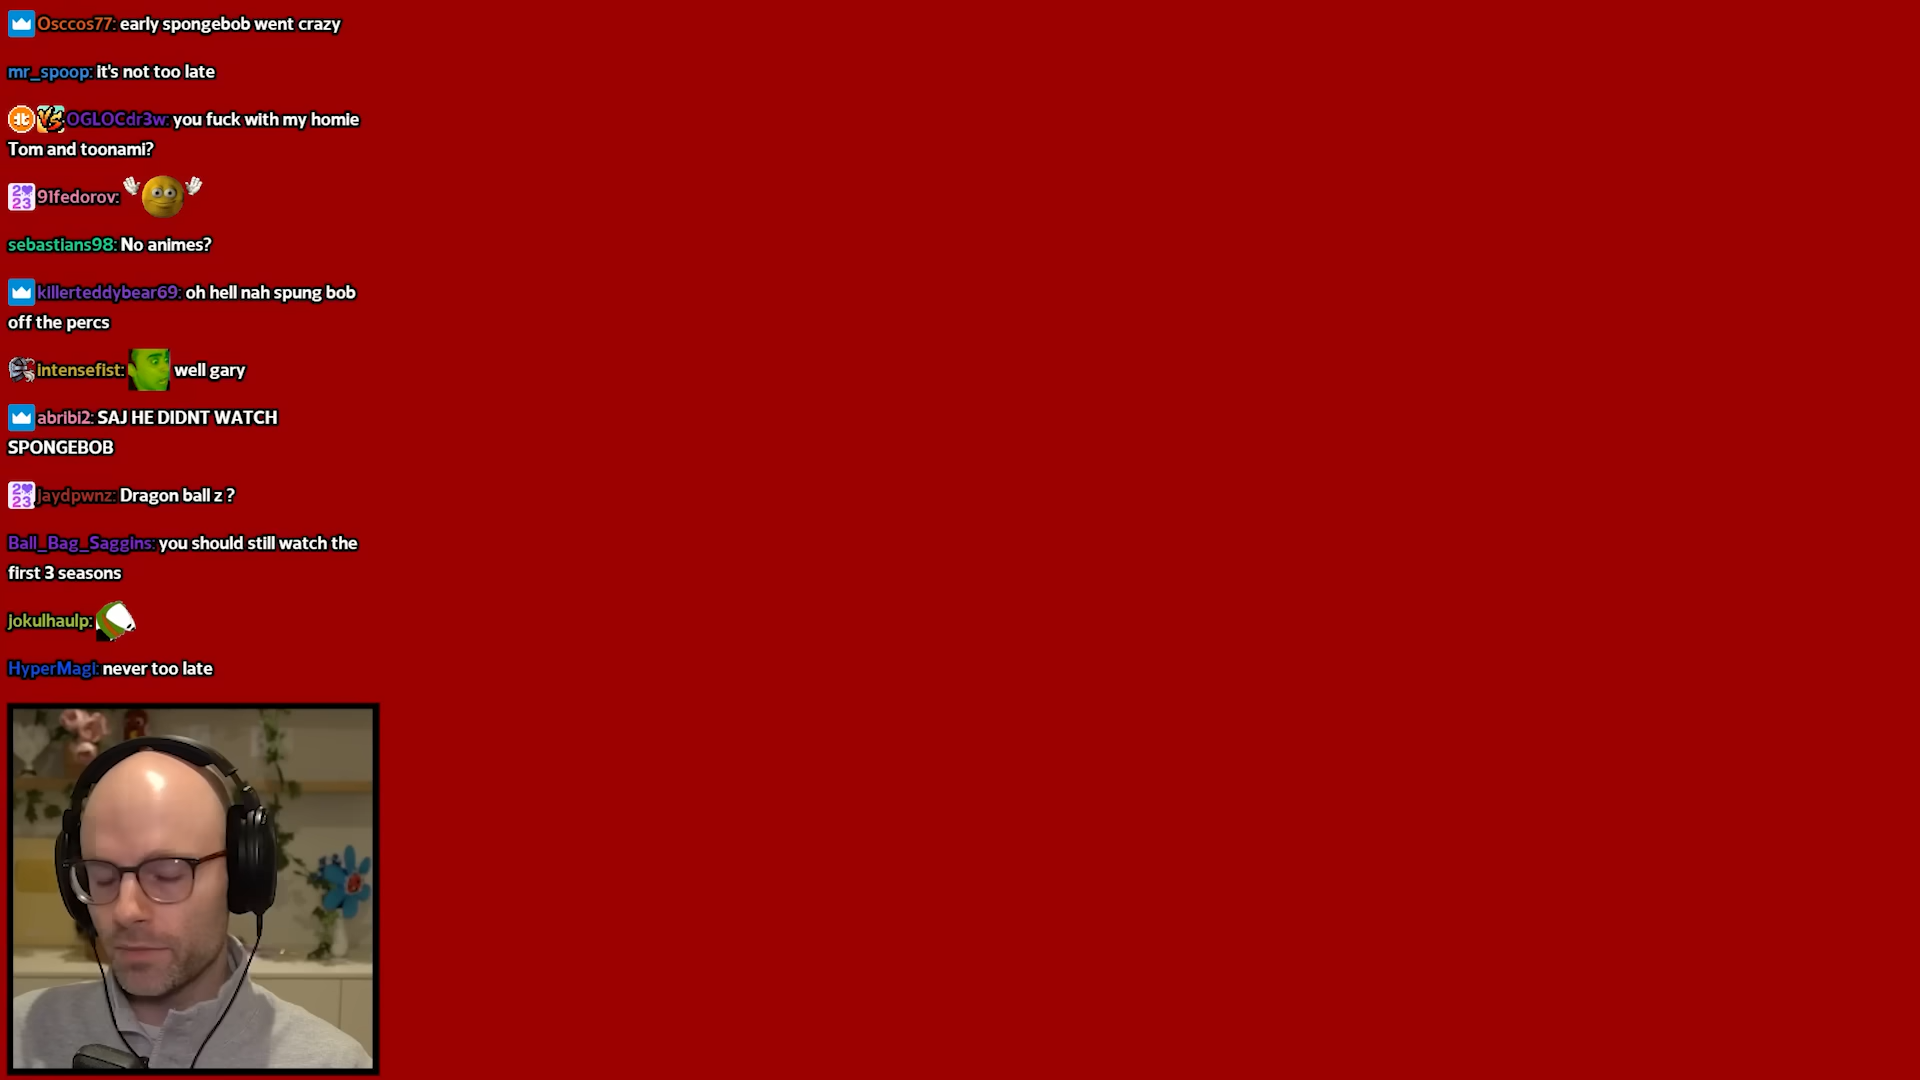 Osccos77: early spongebob went crazy
mr_spoop: it's not too late
VS OGLOCdr3w: you fuck with my homie
Tom and toonami?
2023 91fedorov:
sebastians98: No animes?
killerteddybear69: oh hell nah spung bob
off the percs
intensefist: well gary
abribi2: SAJ HE DIDNT WATCH
SPONGEBOB
2023 Jaydpwnz: Dragon ball z ?
Ball_Bag_Saggins: you should still watch the
first 3 seasons
jokulhaulp:
HyperMagi: never too late